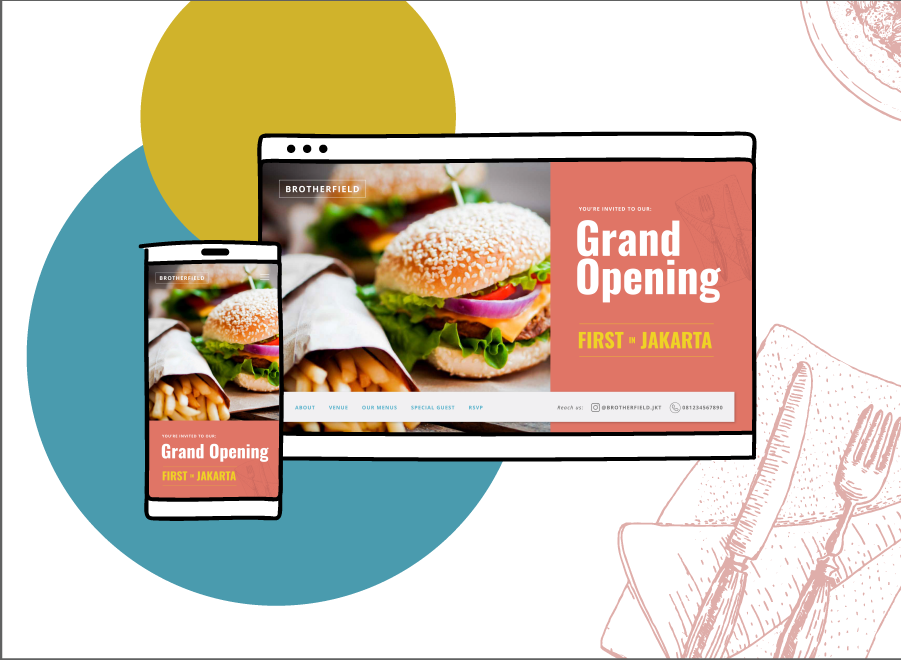 BROTHERFIELD
YOU'RE INVITED TO OUR:
Grand
Opening
FIRST IN JAKARTA
ABOUT VENUE OUR MENUS SPECIAL GUEST RSVP
Reach us: @BROTHERFIELD.JKT 081234567890
BROTHERFIELD
YOU'RE INVITED TO OUR:
Grand Opening
FIRST IN JAKARTA